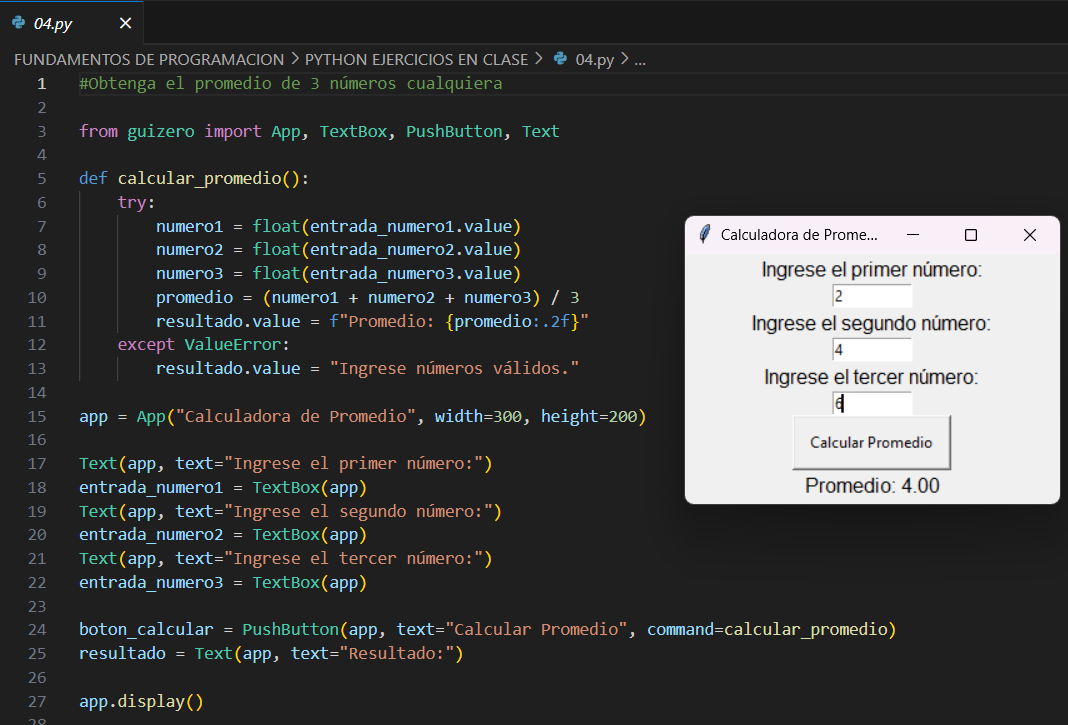 04.py
FUNDAMENTOS DE PROGRAMACION > PYTHON EJERCICIOS EN CLASE > 04.py > ...
1 #Obtenga el promedio de 3 números cualquiera
2
3 from guizero import App, TextBox, PushButton, Text
4
5 def calcular_promedio():
6     try:
7         numero1 = float(entrada_numero1.value)
8         numero2 = float(entrada_numero2.value)
9         numero3 = float(entrada_numero3.value)
10         promedio = (numero1 + numero2 + numero3) / 3
11         resultado.value = f"Promedio: {promedio:.2f}"
12     except ValueError:
13         resultado.value = "Ingrese números válidos."
14
15 app = App("Calculadora de Promedio", width=300, height=200)
16
17 Text(app, text="Ingrese el primer número:")
18 entrada_numero1 = TextBox(app)
19 Text(app, text="Ingrese el segundo número:")
20 entrada_numero2 = TextBox(app)
21 Text(app, text="Ingrese el tercer número:")
22 entrada_numero3 = TextBox(app)
23
24 boton_calcular = PushButton(app, text="Calcular Promedio", command=calcular_promedio)
25 resultado = Text(app, text="Resultado:")
26
27 app.display()
28
Calculadora de Prome...
Ingrese el primer número:
2
Ingrese el segundo número:
4
Ingrese el tercer número:
6
Calcular Promedio
Promedio: 4.00